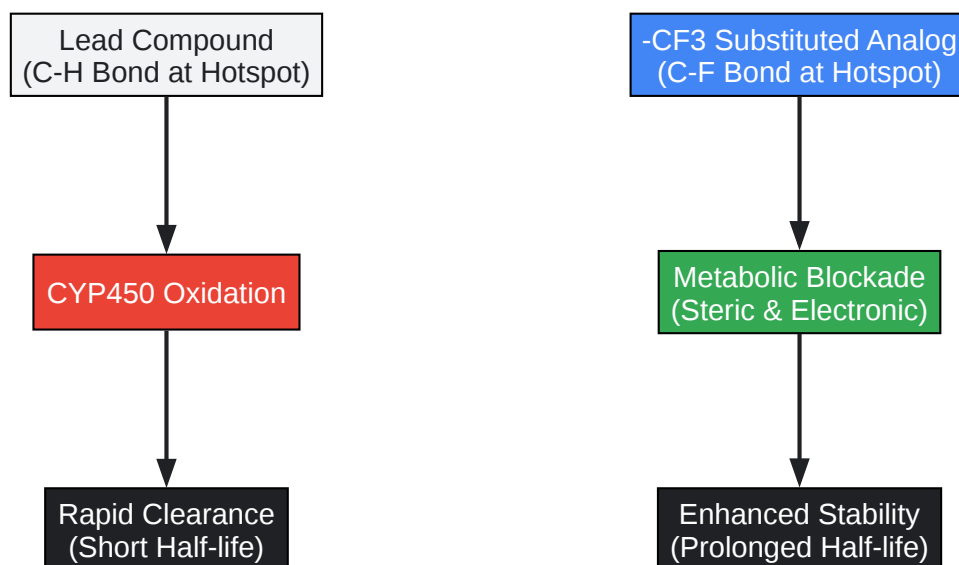 Lead Compound
(C-H Bond at Hotspot)
CYP450 Oxidation
Rapid Clearance
(Short Half-life)
-CF3 Substituted Analog
(C-F Bond at Hotspot)
Metabolic Blockade
(Steric & Electronic)
Enhanced Stability
(Prolonged Half-life)